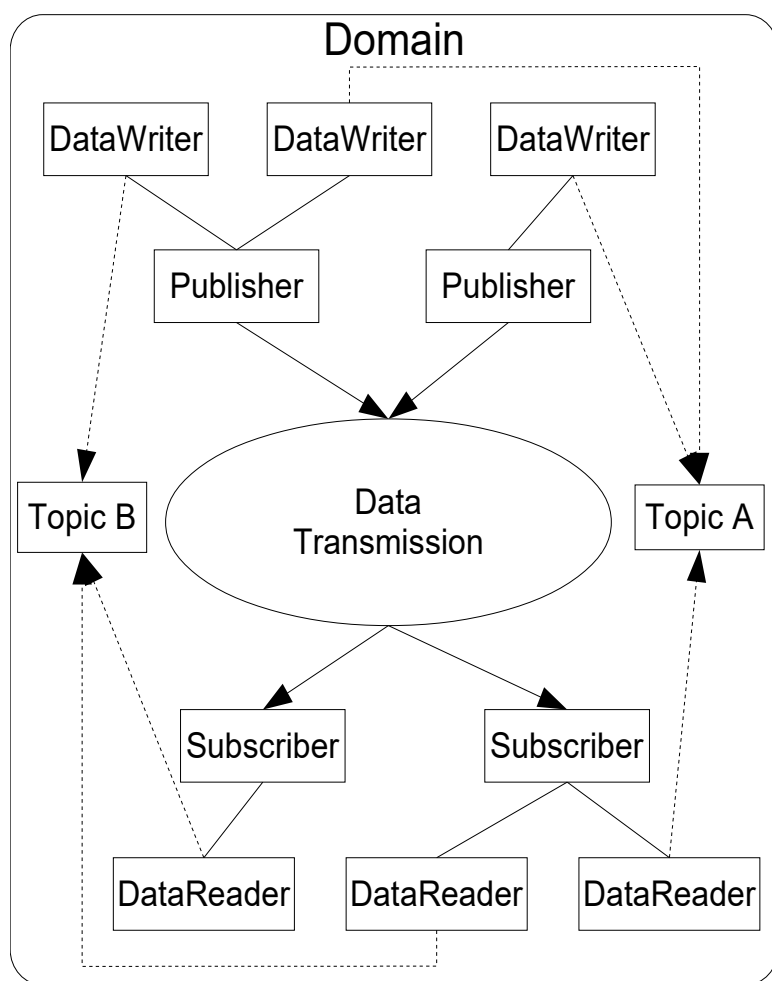 Domain
DataWriter
DataWriter
DataWriter
Publisher
Publisher
Data
Transmission
Topic B
Topic A
Subscriber
Subscriber
DataReader
DataReader
DataReader